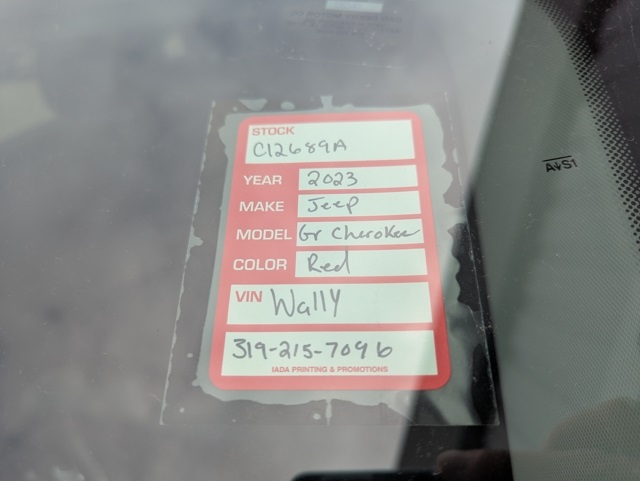 STOCK
C12689A
YEAR 2023
MAKE Jeep
MODEL Gr Cherokee
COLOR Red
VIN Wally
319-215-7096
IADA PRINTING & PROMOTIONS
AS1